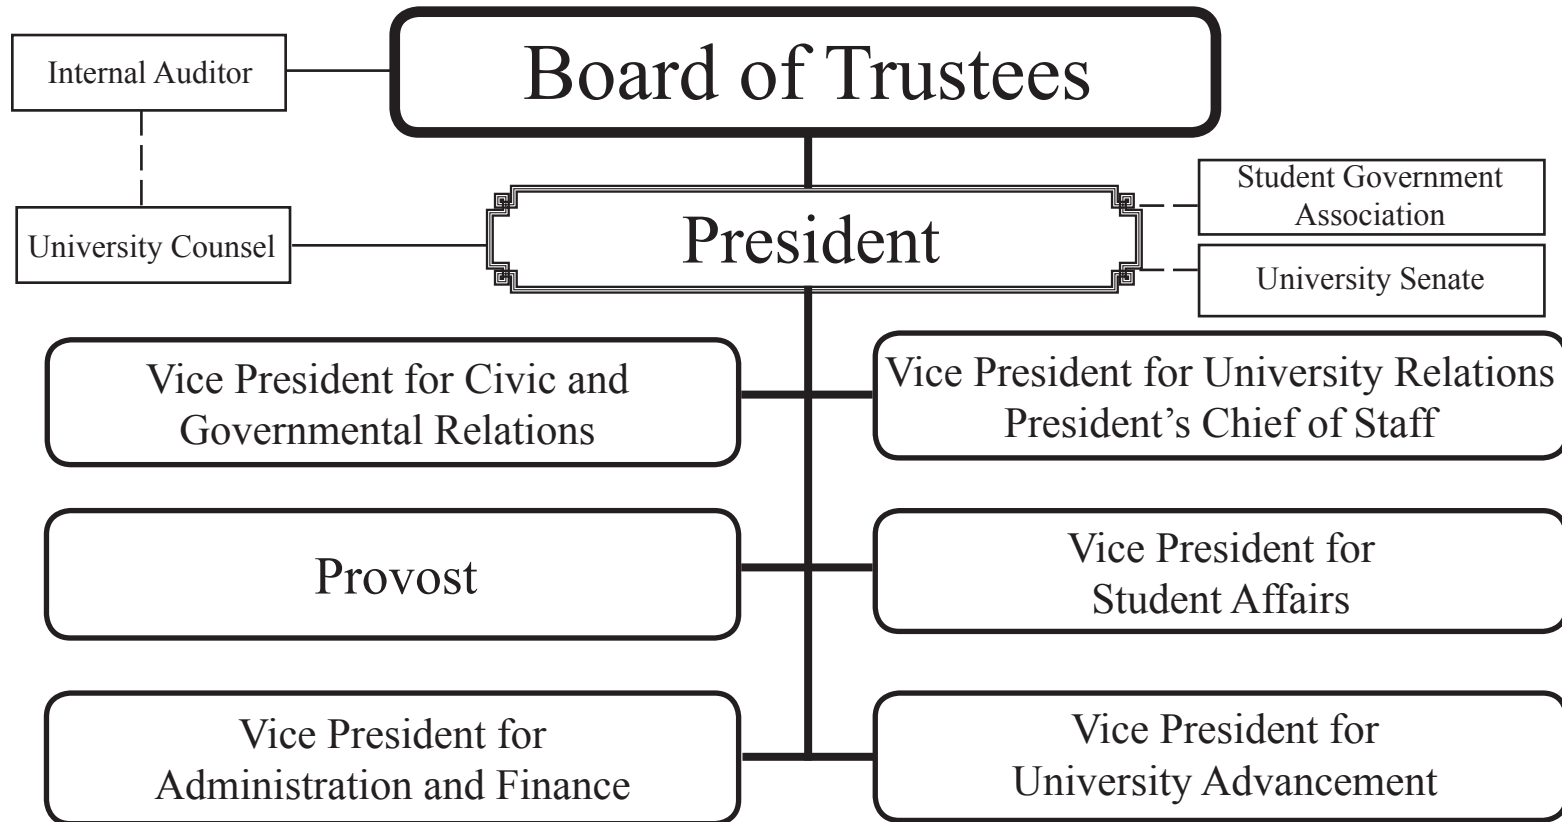 Internal Auditor
Board of Trustees
Student Government
Association
President
University Counsel
University Senate
Vice President for Civic and
Governmental Relations
Vice President for University Relations
President’s Chief of Staff
Provost
Vice President for
Student Affairs
Vice President for
Administration and Finance
Vice President for
University Advancement